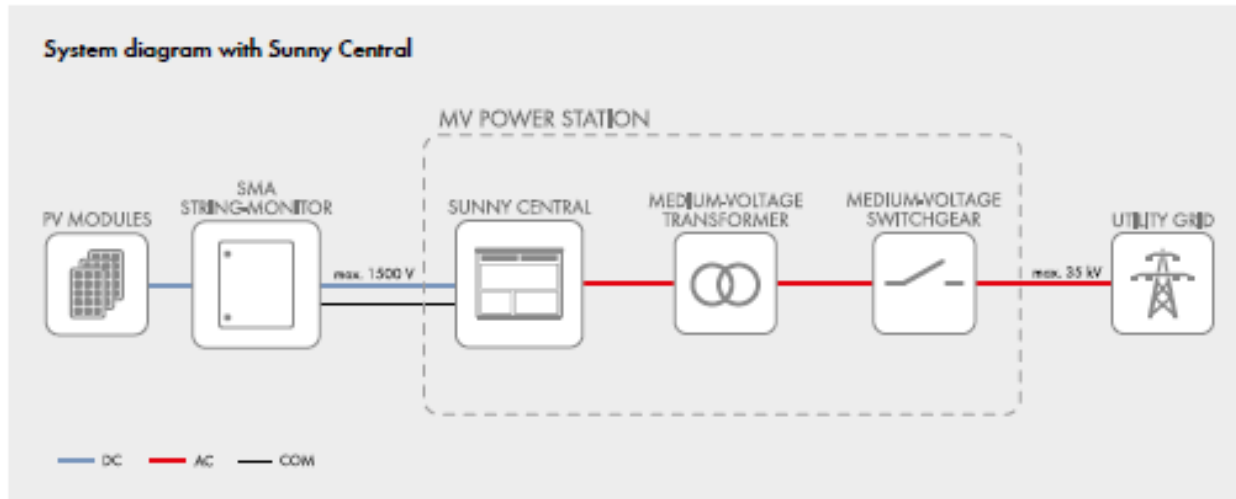 System diagram with Sunny Central
MV POWER STATION
PV MODULES
SMA
STRING-MONITOR
SUNNY CENTRAL
MEDIUM-VOLTAGE
TRANSFORMER
MEDIUM-VOLTAGE
SWITCHGEAR
UTILITY GRID
max. 1500 V
max. 35 kV
DC
AC
COM